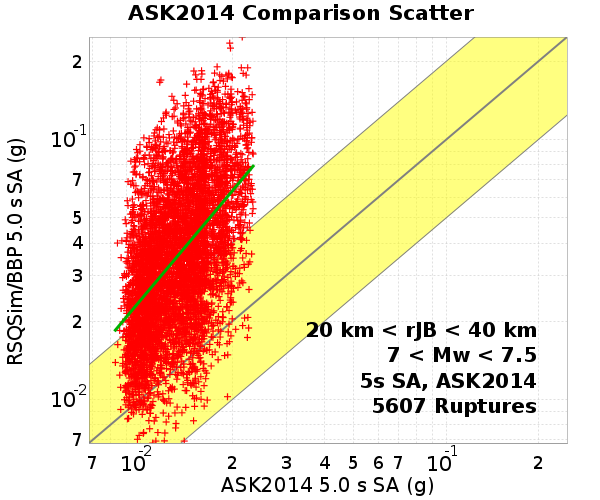 ASK2014 Comparison Scatter
RSQSim/BBP 5.0 s SA (g)
2
10-1
7
5
4
3
2
10-2
7
20 km < rJB < 40 km
7 < Mw < 7.5
5s SA, ASK2014
5607 Ruptures
7 10-2 2 3 4 5 6 7 10-1 2
ASK2014 5.0 s SA (g)